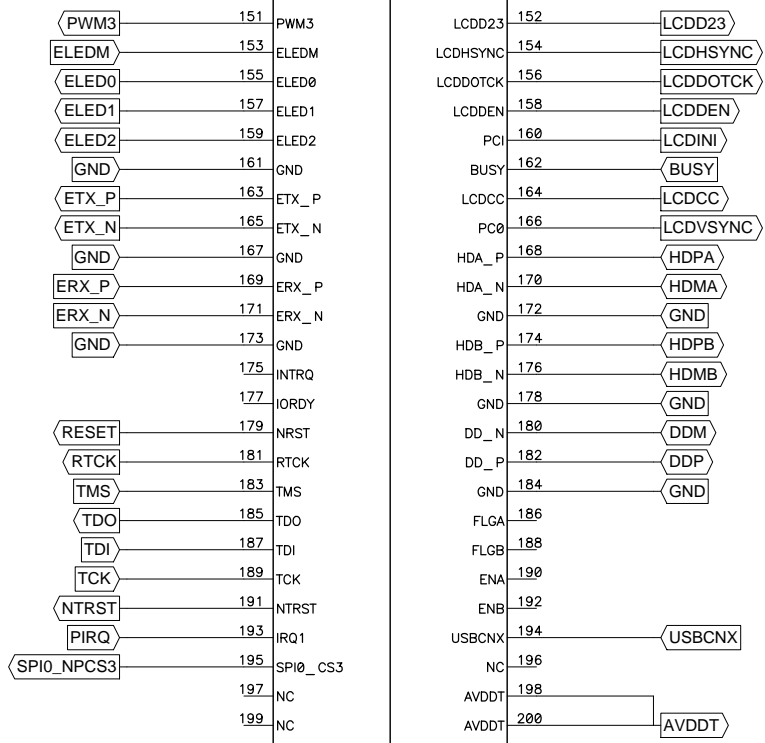 PWM3 151 PWM3 LCDD23 152 LCDD23
ELEDM 153 ELEDM LCDHSYNC 154 LCDHSYNC
ELED0 155 ELED0 LCDDOTCK 156 LCDDOTCK
ELED1 157 ELED1 LCDDEN 158 LCDDEN
ELED2 159 ELED2 PCI 160 LCDINI
GND 161 GND BUSY 162 BUSY
ETX_P 163 ETX_P LCDCC 164 LCDCC
ETX_N 165 ETX_N PC0 166 LCDVSYNC
GND 167 GND HDA_P 168 HDPA
ERX_P 169 ERX_P HDA_N 170 HDMA
ERX_N 171 ERX_N GND 172 GND
GND 173 GND HDB_P 174 HDPB
175 INTRQ HDB_N 176 HDMB
177 IORDY GND 178 GND
RESET 179 NRST DD_N 180 DDM
RTCK 181 RTCK DD_P 182 DDP
TMS 183 TMS GND 184 GND
TDO 185 TDO FLGA 186
TDI 187 TDI FLGB 188
TCK 189 TCK ENA 190
NTRST 191 NTRST ENB 192
PIRQ 193 IRQ1 USBCNX 194 USBCNX
SPI0_NPCS3 195 SPI0_CS3 NC 196
197 NC AVDDT 198
199 NC AVDDT 200 AVDDT